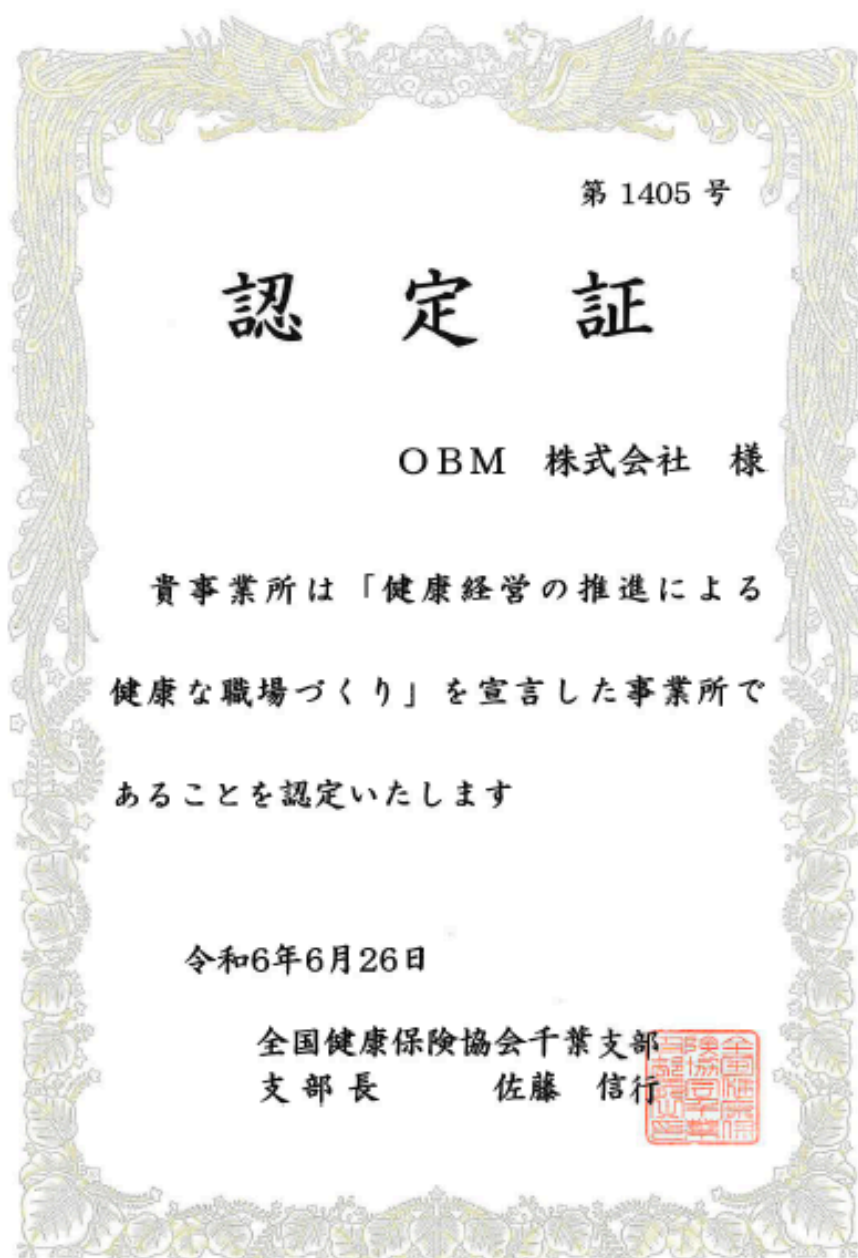 第 1405 号
認 定 証
OBM 株式会社 様
貴事業所は「健康経営の推進による
健康な職場づくり」を宣言した事業所で
あることを認定いたします
令和6年6月26日
全国健康保険協会千葉支部
支部長 佐藤 信行